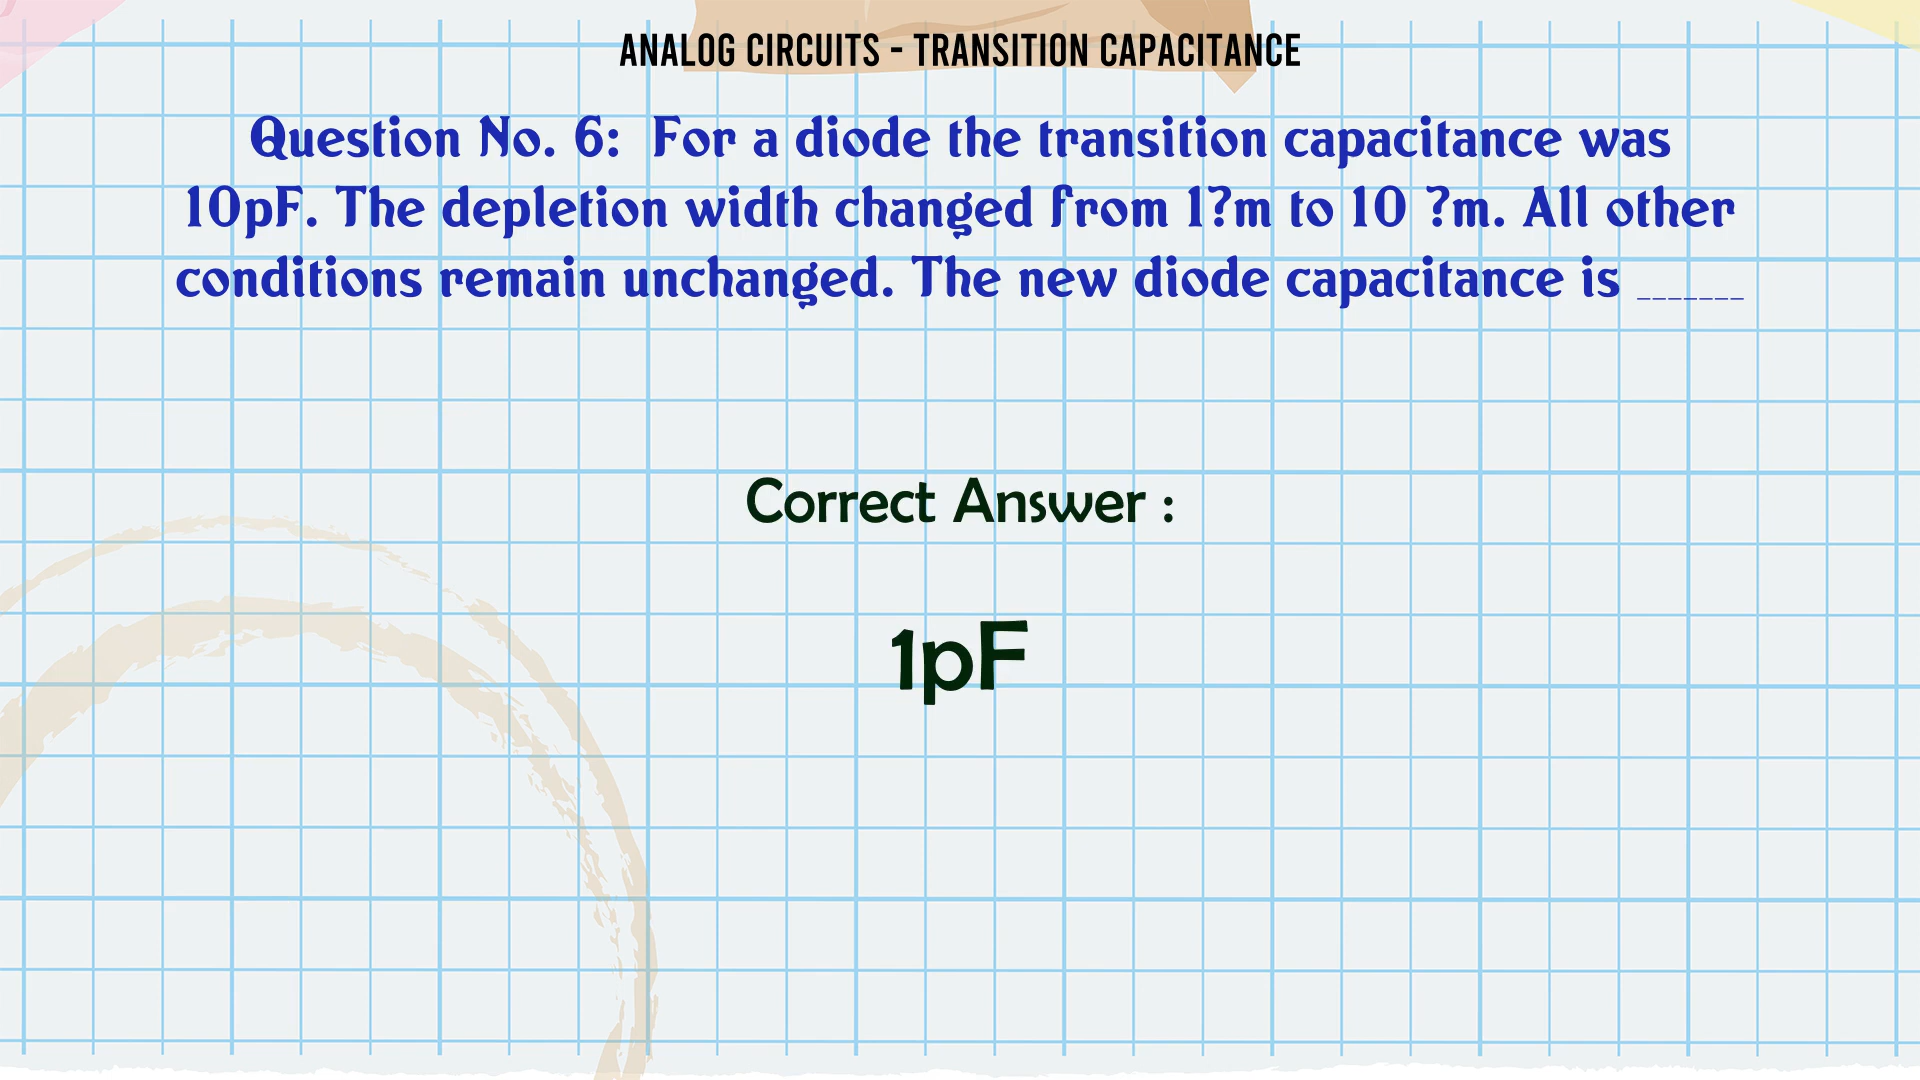 ANALOG CIRCUITS - TRANSITION CAPACITANCE
Question No. 6: For a diode the transition capacitance was
10pF. The depletion width changed from 1?m to 10 ?m. All other
conditions remain unchanged. The new diode capacitance is _______
Correct Answer :
1pF